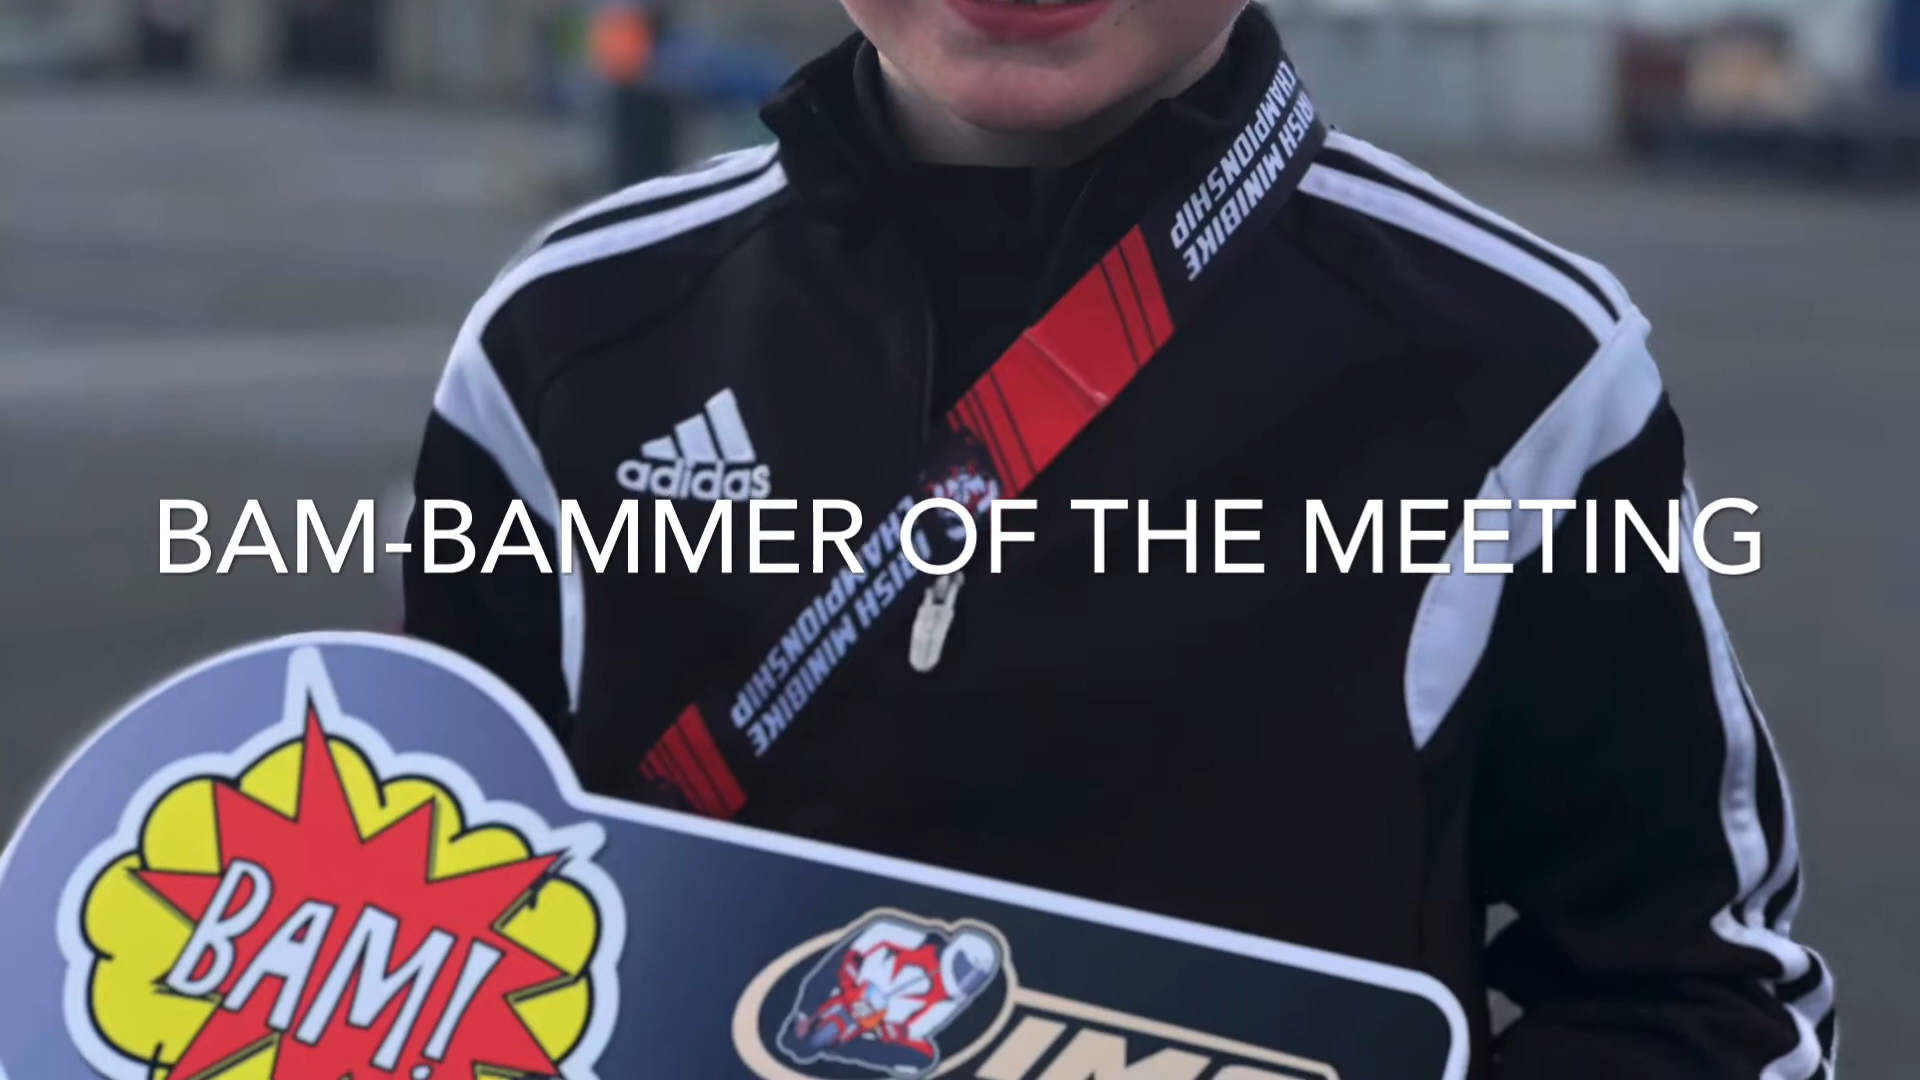 IRISH MINIBIKE
CHAMPIONSHIP
adidas
BAM-BAMMER OF THE MEETING
IRISH MINIBIKE
CHAMPIONSHIP
BAM!